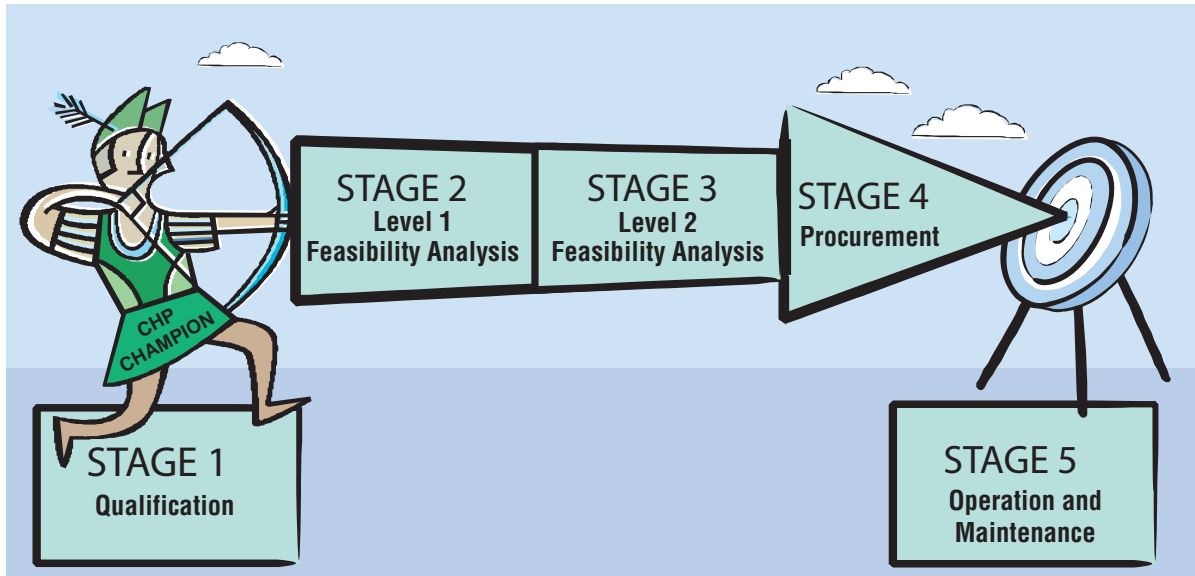 CHP
CHAMPION
STAGE 1
Qualification
STAGE 2
Level 1
Feasibility Analysis
STAGE 3
Level 2
Feasibility Analysis
STAGE 4
Procurement
STAGE 5
Operation and
Maintenance